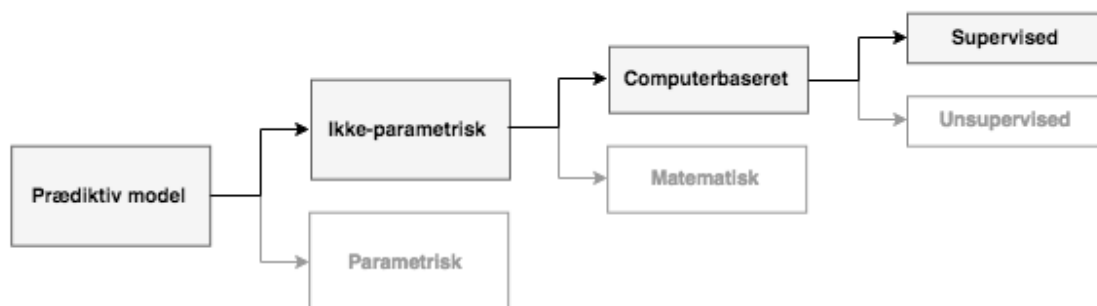 Prædiktiv model
Ikke-parametrisk
Parametrisk
Computerbaseret
Matematisk
Supervised
Unsupervised